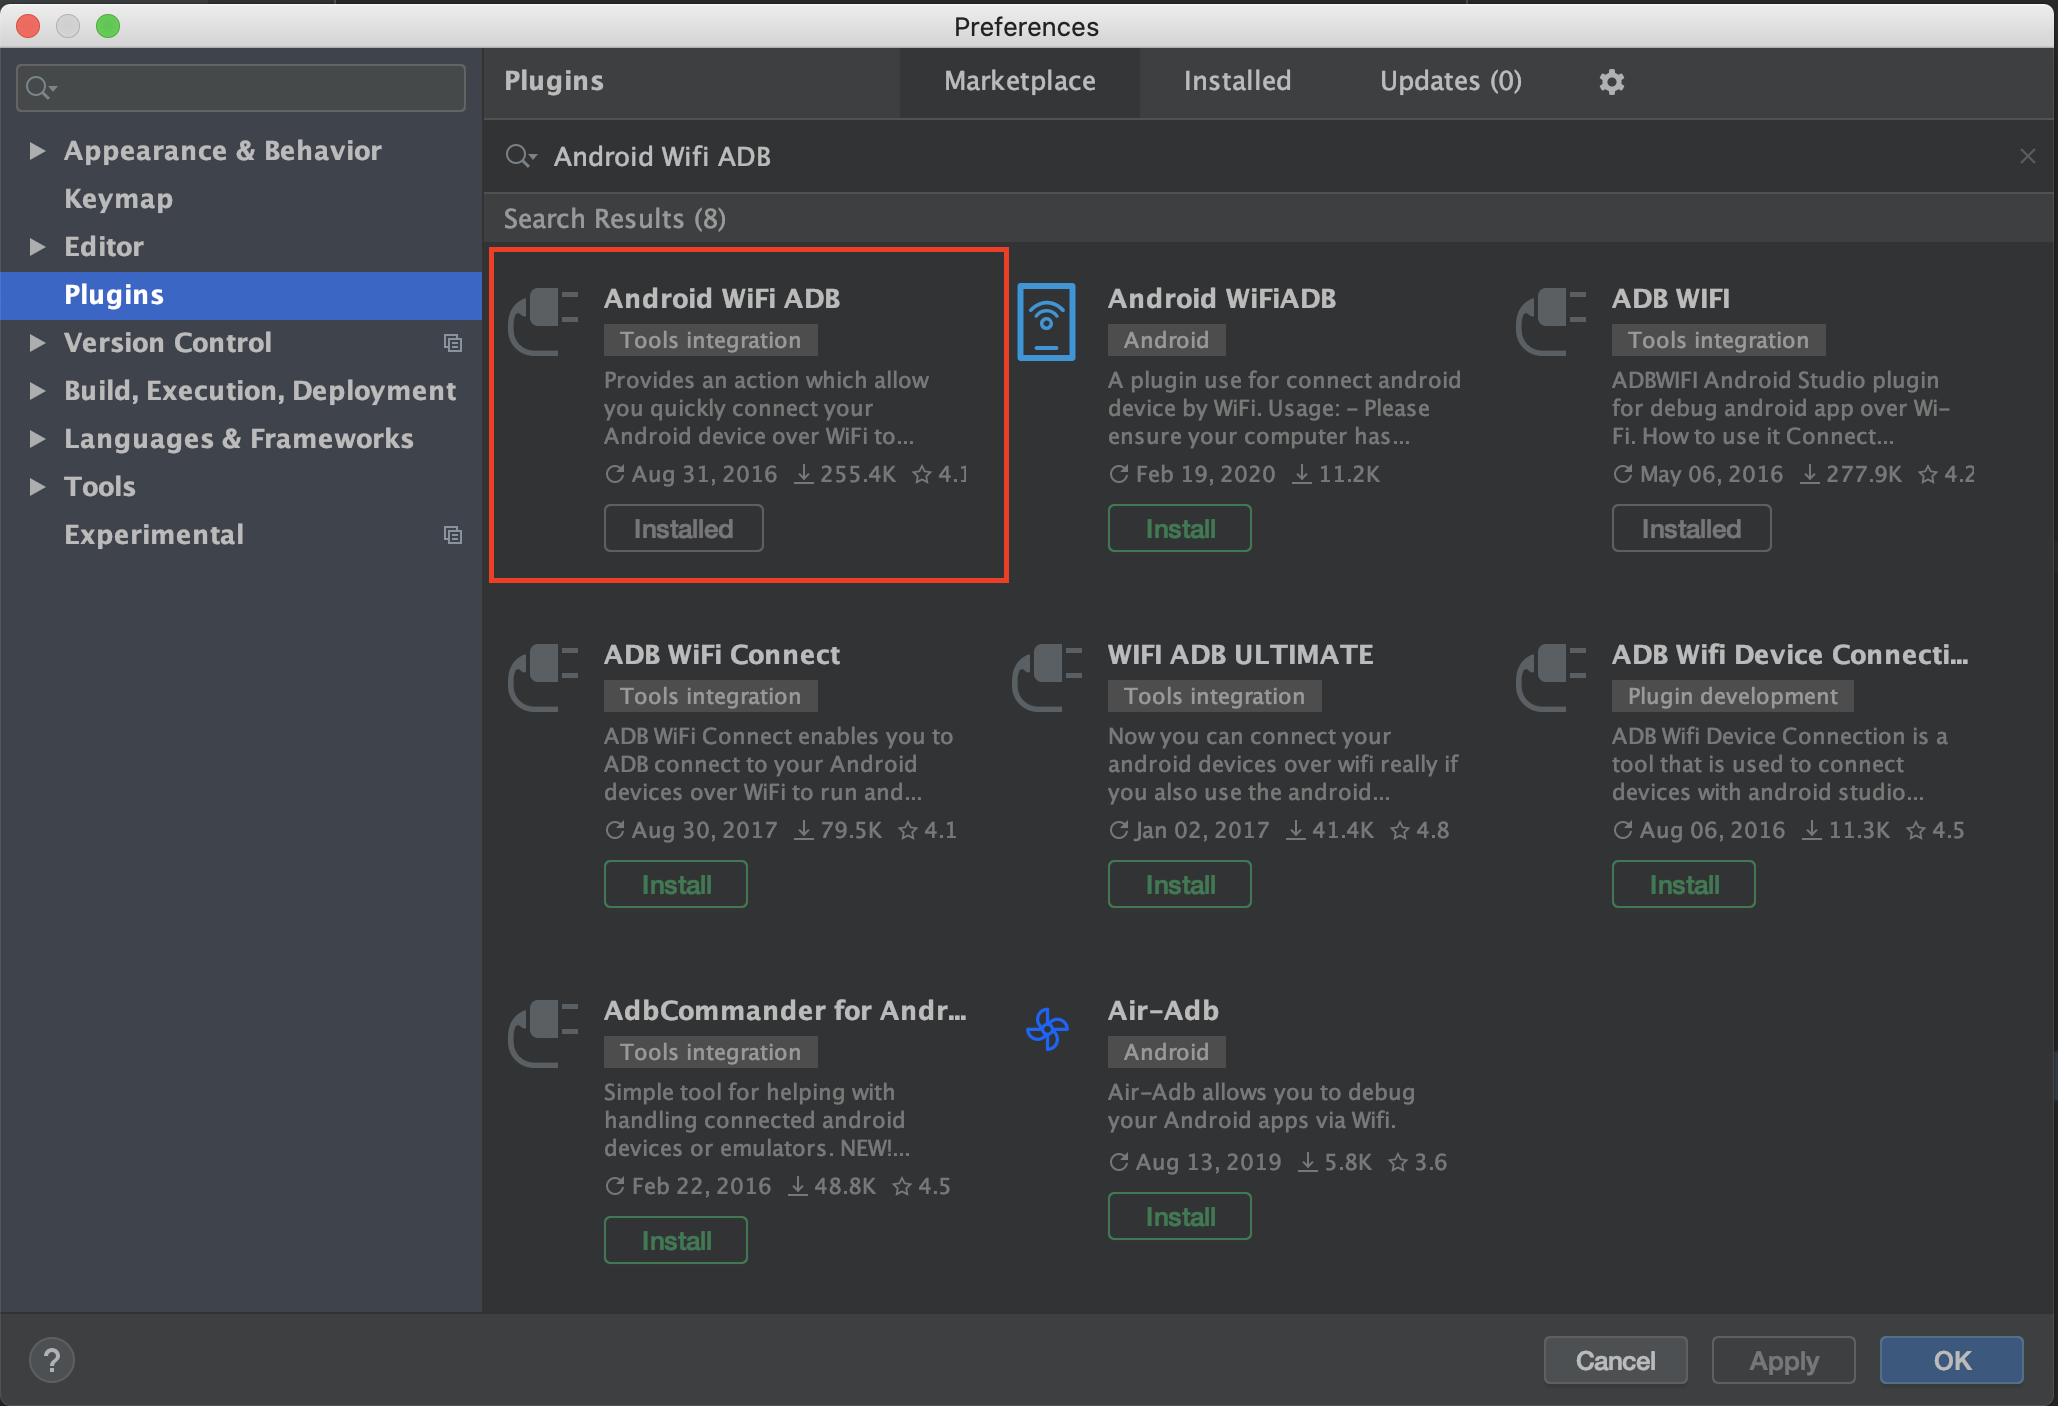 Preferences
Appearance & Behavior
Keymap
Editor
Plugins
Version Control
Build, Execution, Deployment
Languages & Frameworks
Tools
Experimental
Plugins
Marketplace
Installed
Updates (0)
Android Wifi ADB
Search Results (8)
Android WiFi ADB
Tools integration
Provides an action which allow
you quickly connect your
Android device over WiFi to...
Aug 31, 2016 255.4K 4.1
Installed
Android WiFiADB
Android
A plugin use for connect android
device by WiFi. Usage: - Please
ensure your computer has...
Feb 19, 2020 11.2K
Install
ADB WIFI
Tools integration
ADBWIFI Android Studio plugin
for debug android app over Wi-
Fi. How to use it Connect...
May 06, 2016 277.9K 4.2
Installed
ADB WiFi Connect
Tools integration
ADB WiFi Connect enables you to
ADB connect to your Android
devices over WiFi to run and...
Aug 30, 2017 79.5K 4.1
Install
WIFI ADB ULTIMATE
Tools integration
Now you can connect your
android devices over wifi really if
you also use the android...
Jan 02, 2017 41.4K 4.8
Install
ADB Wifi Device Connecti...
Plugin development
ADB Wifi Device Connection is a
tool that is used to connect
devices with android studio...
Aug 06, 2016 11.3K 4.5
Install
AdbCommander for Andr...
Tools integration
Simple tool for helping with
handling connected android
devices or emulators. NEW!...
Feb 22, 2016 48.8K 4.5
Install
Air-Adb
Android
Air-Adb allows you to debug
your Android apps via Wifi.
Aug 13, 2019 5.8K 3.6
Install
?
Cancel
Apply
OK